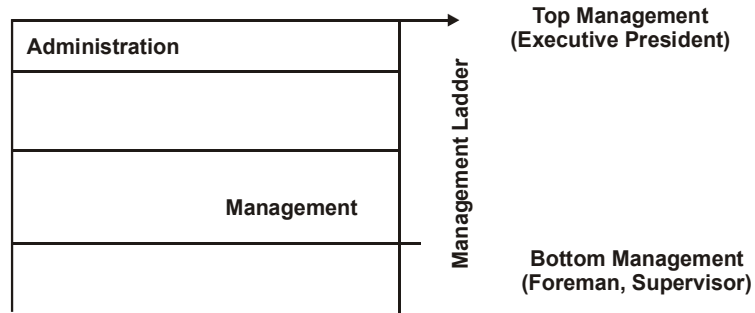 Top Management
(Executive President)
Administration
Management Ladder
Management
Bottom Management
(Foreman, Supervisor)